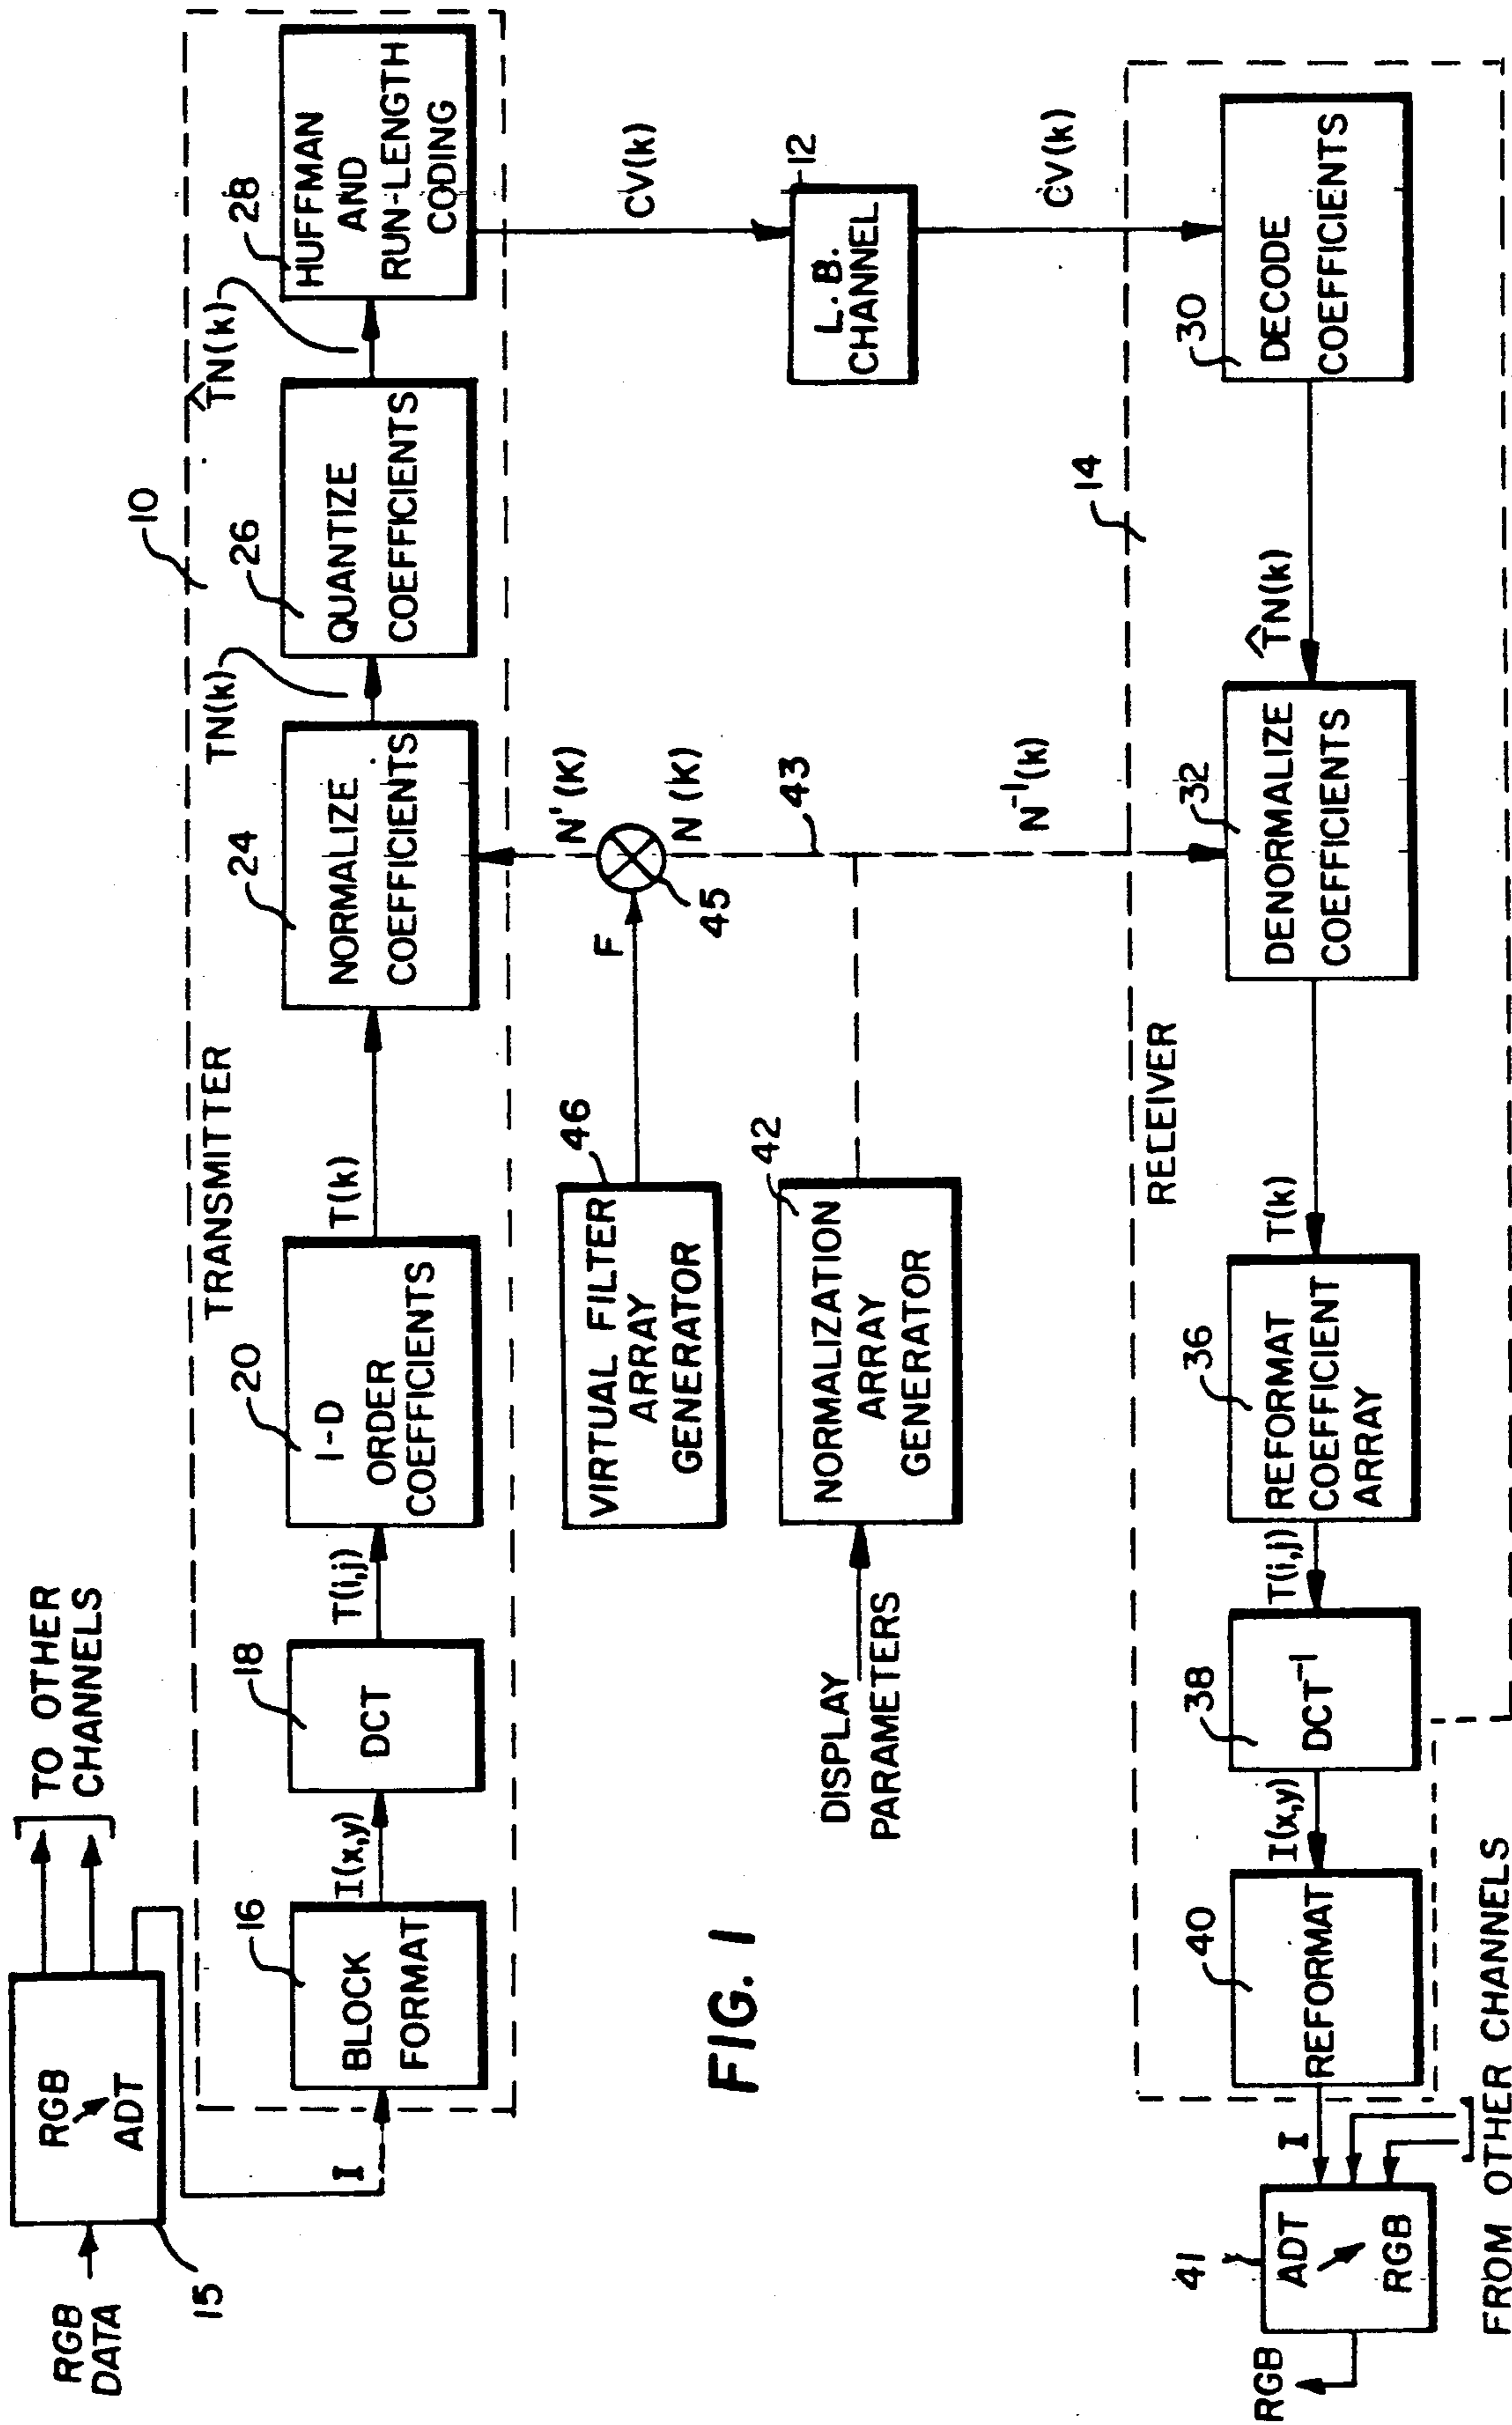 RGB
DATA
15
RGB
ADT
TO OTHER
CHANNELS
I
TRANSMITTER
10
16
BLOCK
FORMAT
I(x,y)
18
DCT
T(i,j)
20
1-D
ORDER
COEFFICIENTS
T(k)
24
NORMALIZE
COEFFICIENTS
TN(k)
26
QUANTIZE
COEFFICIENTS
T̂N(k)
28
HUFFMAN
AND
RUN-LENGTH
CODING
CV(k)
L.B.
CHANNEL
12
CV(k)
46
VIRTUAL FILTER
ARRAY
GENERATOR
F
45
N'(K)
N(K)
43
N⁻¹(k)
DISPLAY
PARAMETERS
42
NORMALIZATION
ARRAY
GENERATOR
FIG. 1
RECEIVER
14
30
DECODE
COEFFICIENTS
T̂N(k)
32
DENORMALIZE
COEFFICIENTS
T(k)
36
REFORMAT
COEFFICIENT
ARRAY
T(i,j)
38
DCT⁻¹
I(x,y)
40
REFORMAT
I
41
ADT
RGB
RGB
FROM OTHER CHANNELS